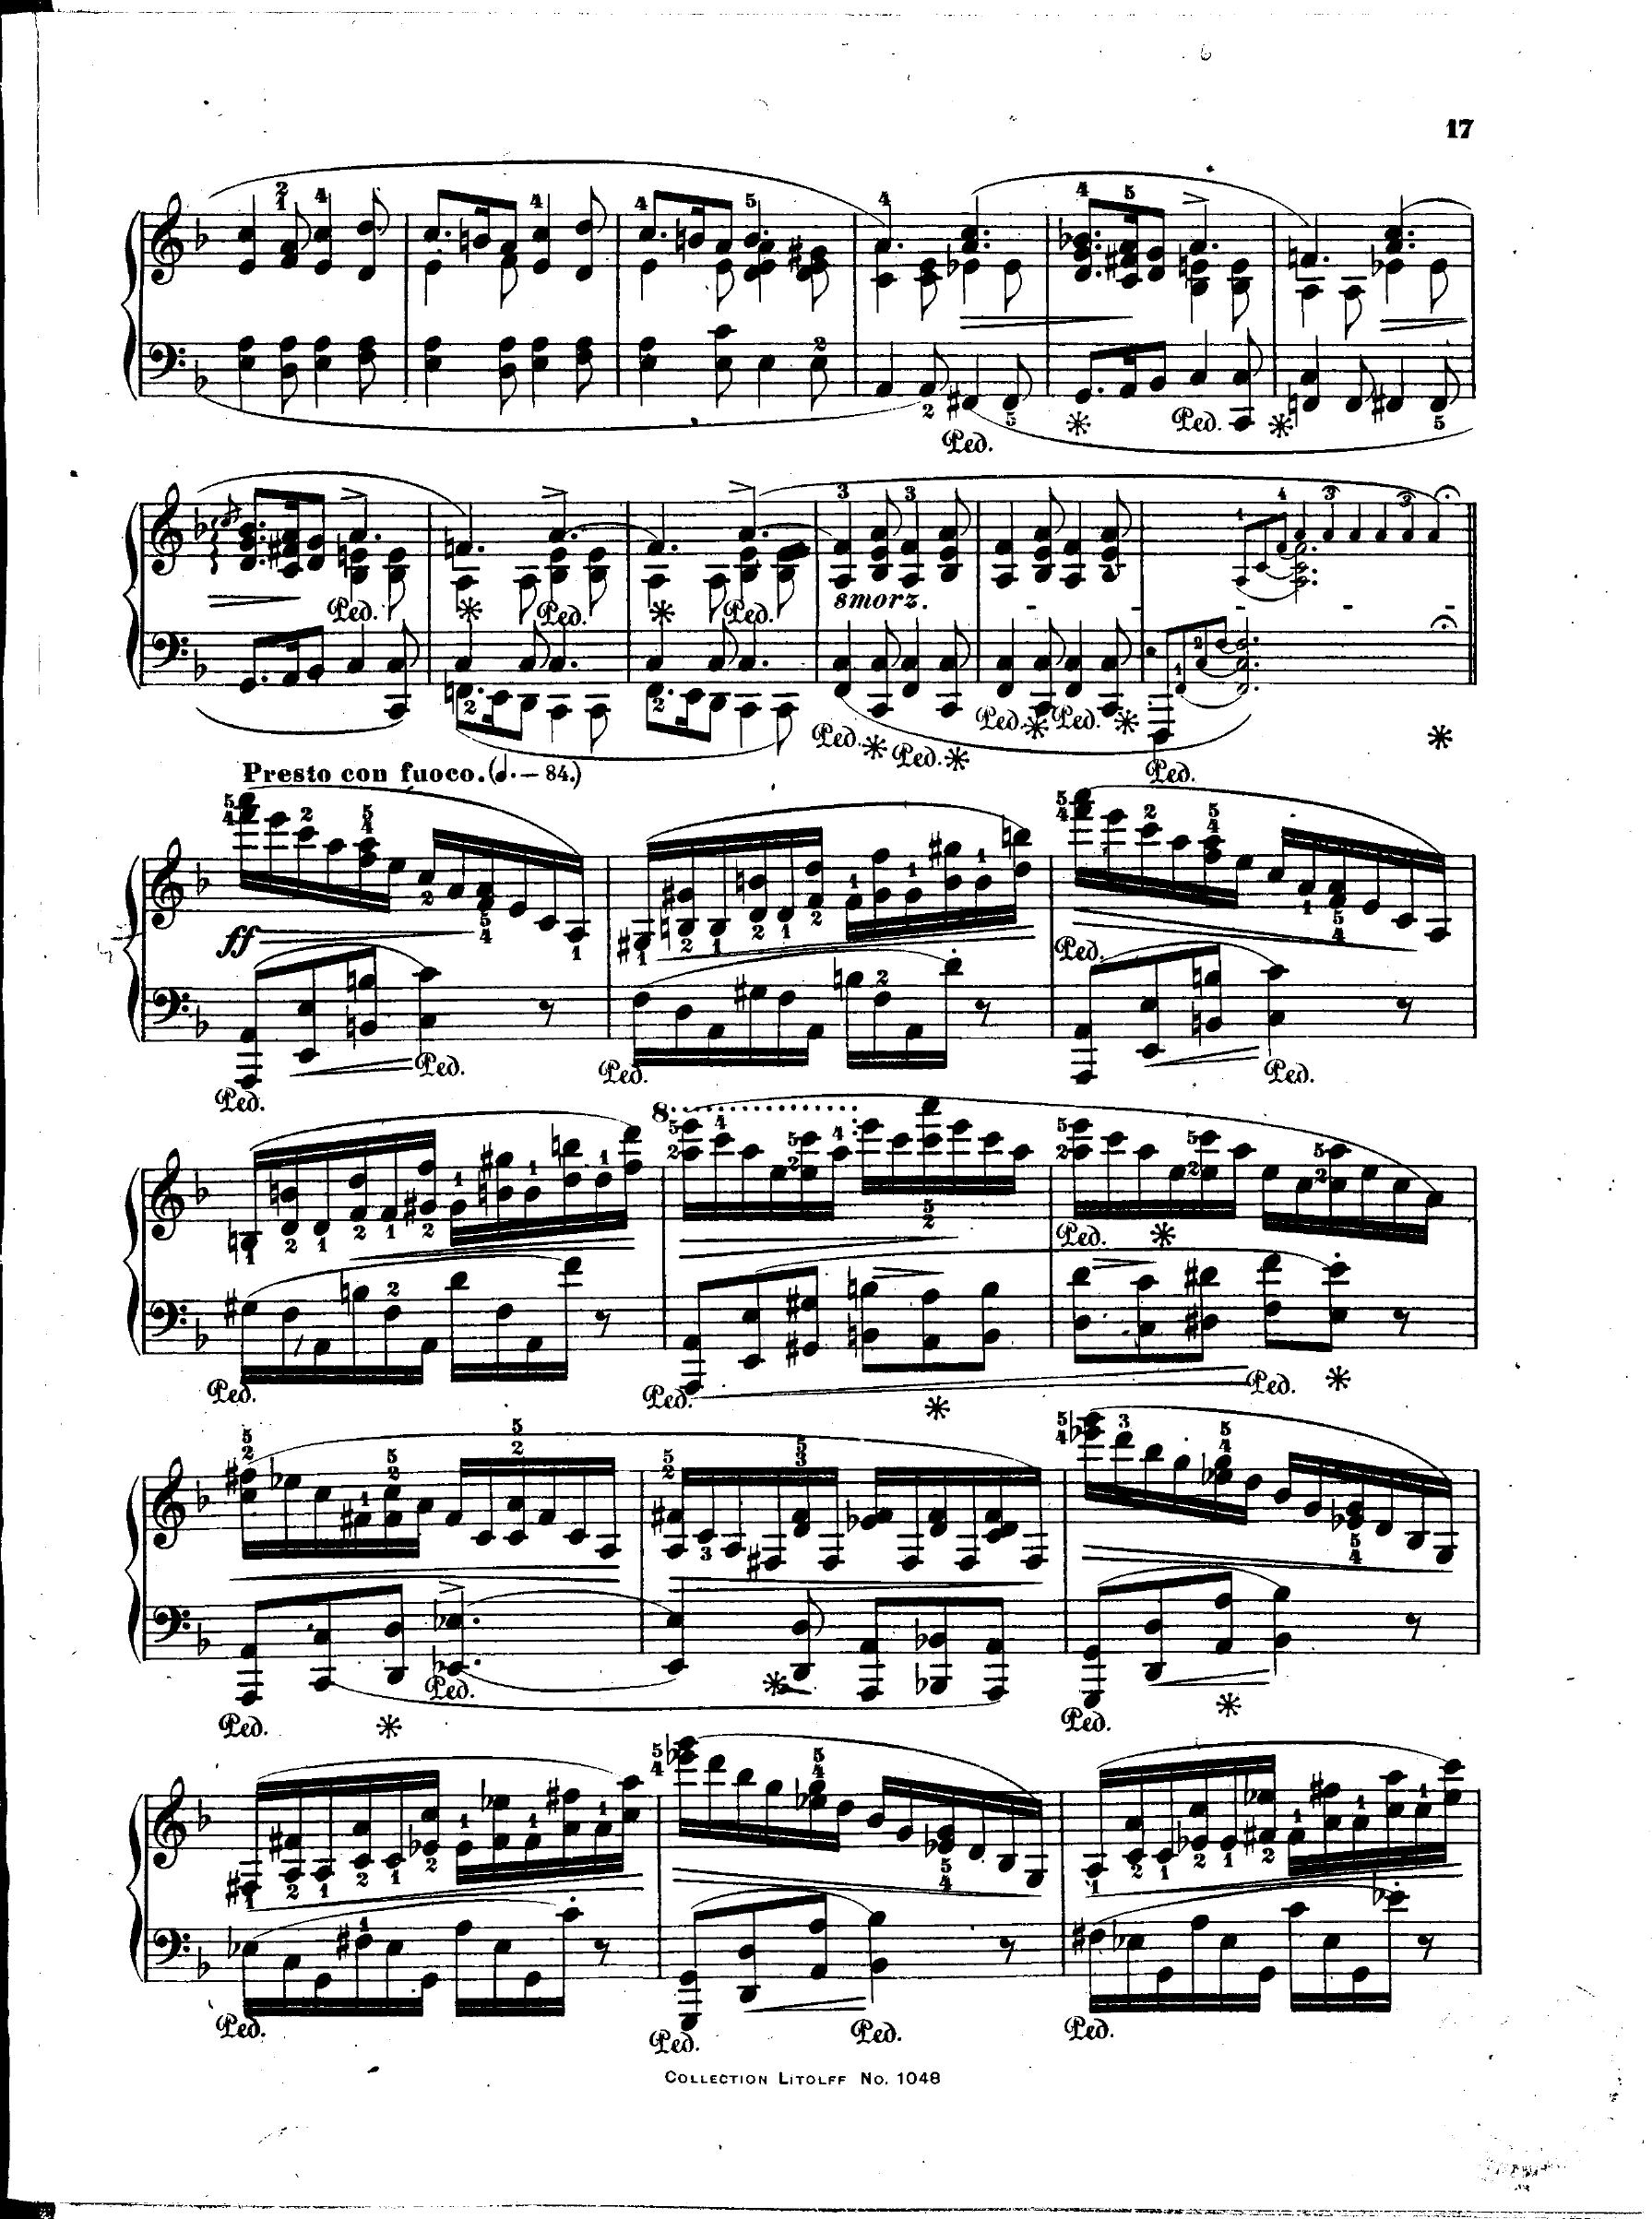 17
Ped. Ped.
Ped. Ped. Ped.
smorz.
Ped. Ped. Ped. Ped. Ped.
Presto con fuoco. (♩. – 84.)
ff
Ped.
Ped. Ped. Ped. Ped.
8
Ped.
Ped. Ped. Ped.
Ped. Ped. Ped.
Ped. Ped. Ped. Ped.
COLLECTION LITOLFF No. 1048